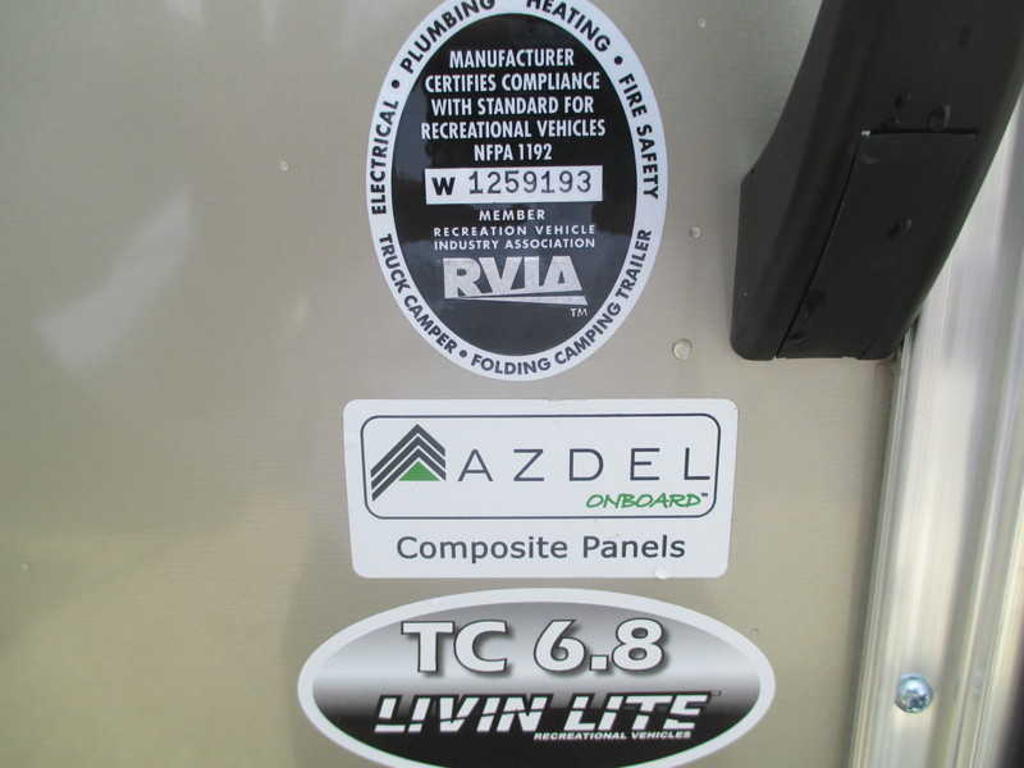 ELECTRICAL • PLUMBING • HEATING • FIRE SAFETY
MANUFACTURER
CERTIFIES COMPLIANCE
WITH STANDARD FOR
RECREATIONAL VEHICLES
NFPA 1192
W 1259193
MEMBER
RECREATION VEHICLE
INDUSTRY ASSOCIATION
RVIA
TM
TRUCK CAMPER • FOLDING CAMPING TRAILER
AZDEL
ONBOARD™
Composite Panels
TC 6.8
LIVIN LITE
RECREATIONAL VEHICLES